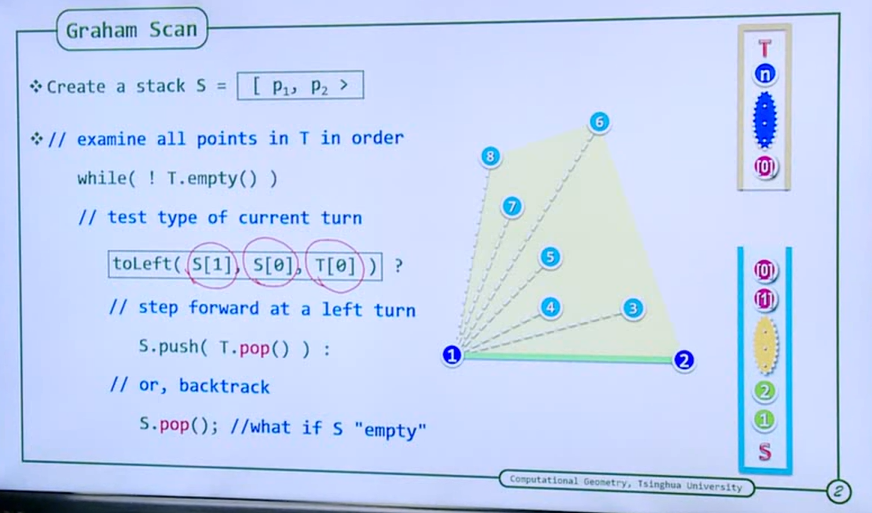 Graham Scan
❖ Create a stack S = [ p₁, p₂ >
❖ // examine all points in T in order
while( ! T.empty() )
// test type of current turn
toLeft( S[1], S[0], T[0] ) ?
// step forward at a left turn
S.push( T.pop() ) :
// or, backtrack
S.pop(); //what if S "empty"
6
8
7
5
4
3
1
2
T
n
[0]
[0]
[1]
2
1
S
Computational Geometry, Tsinghua University
2